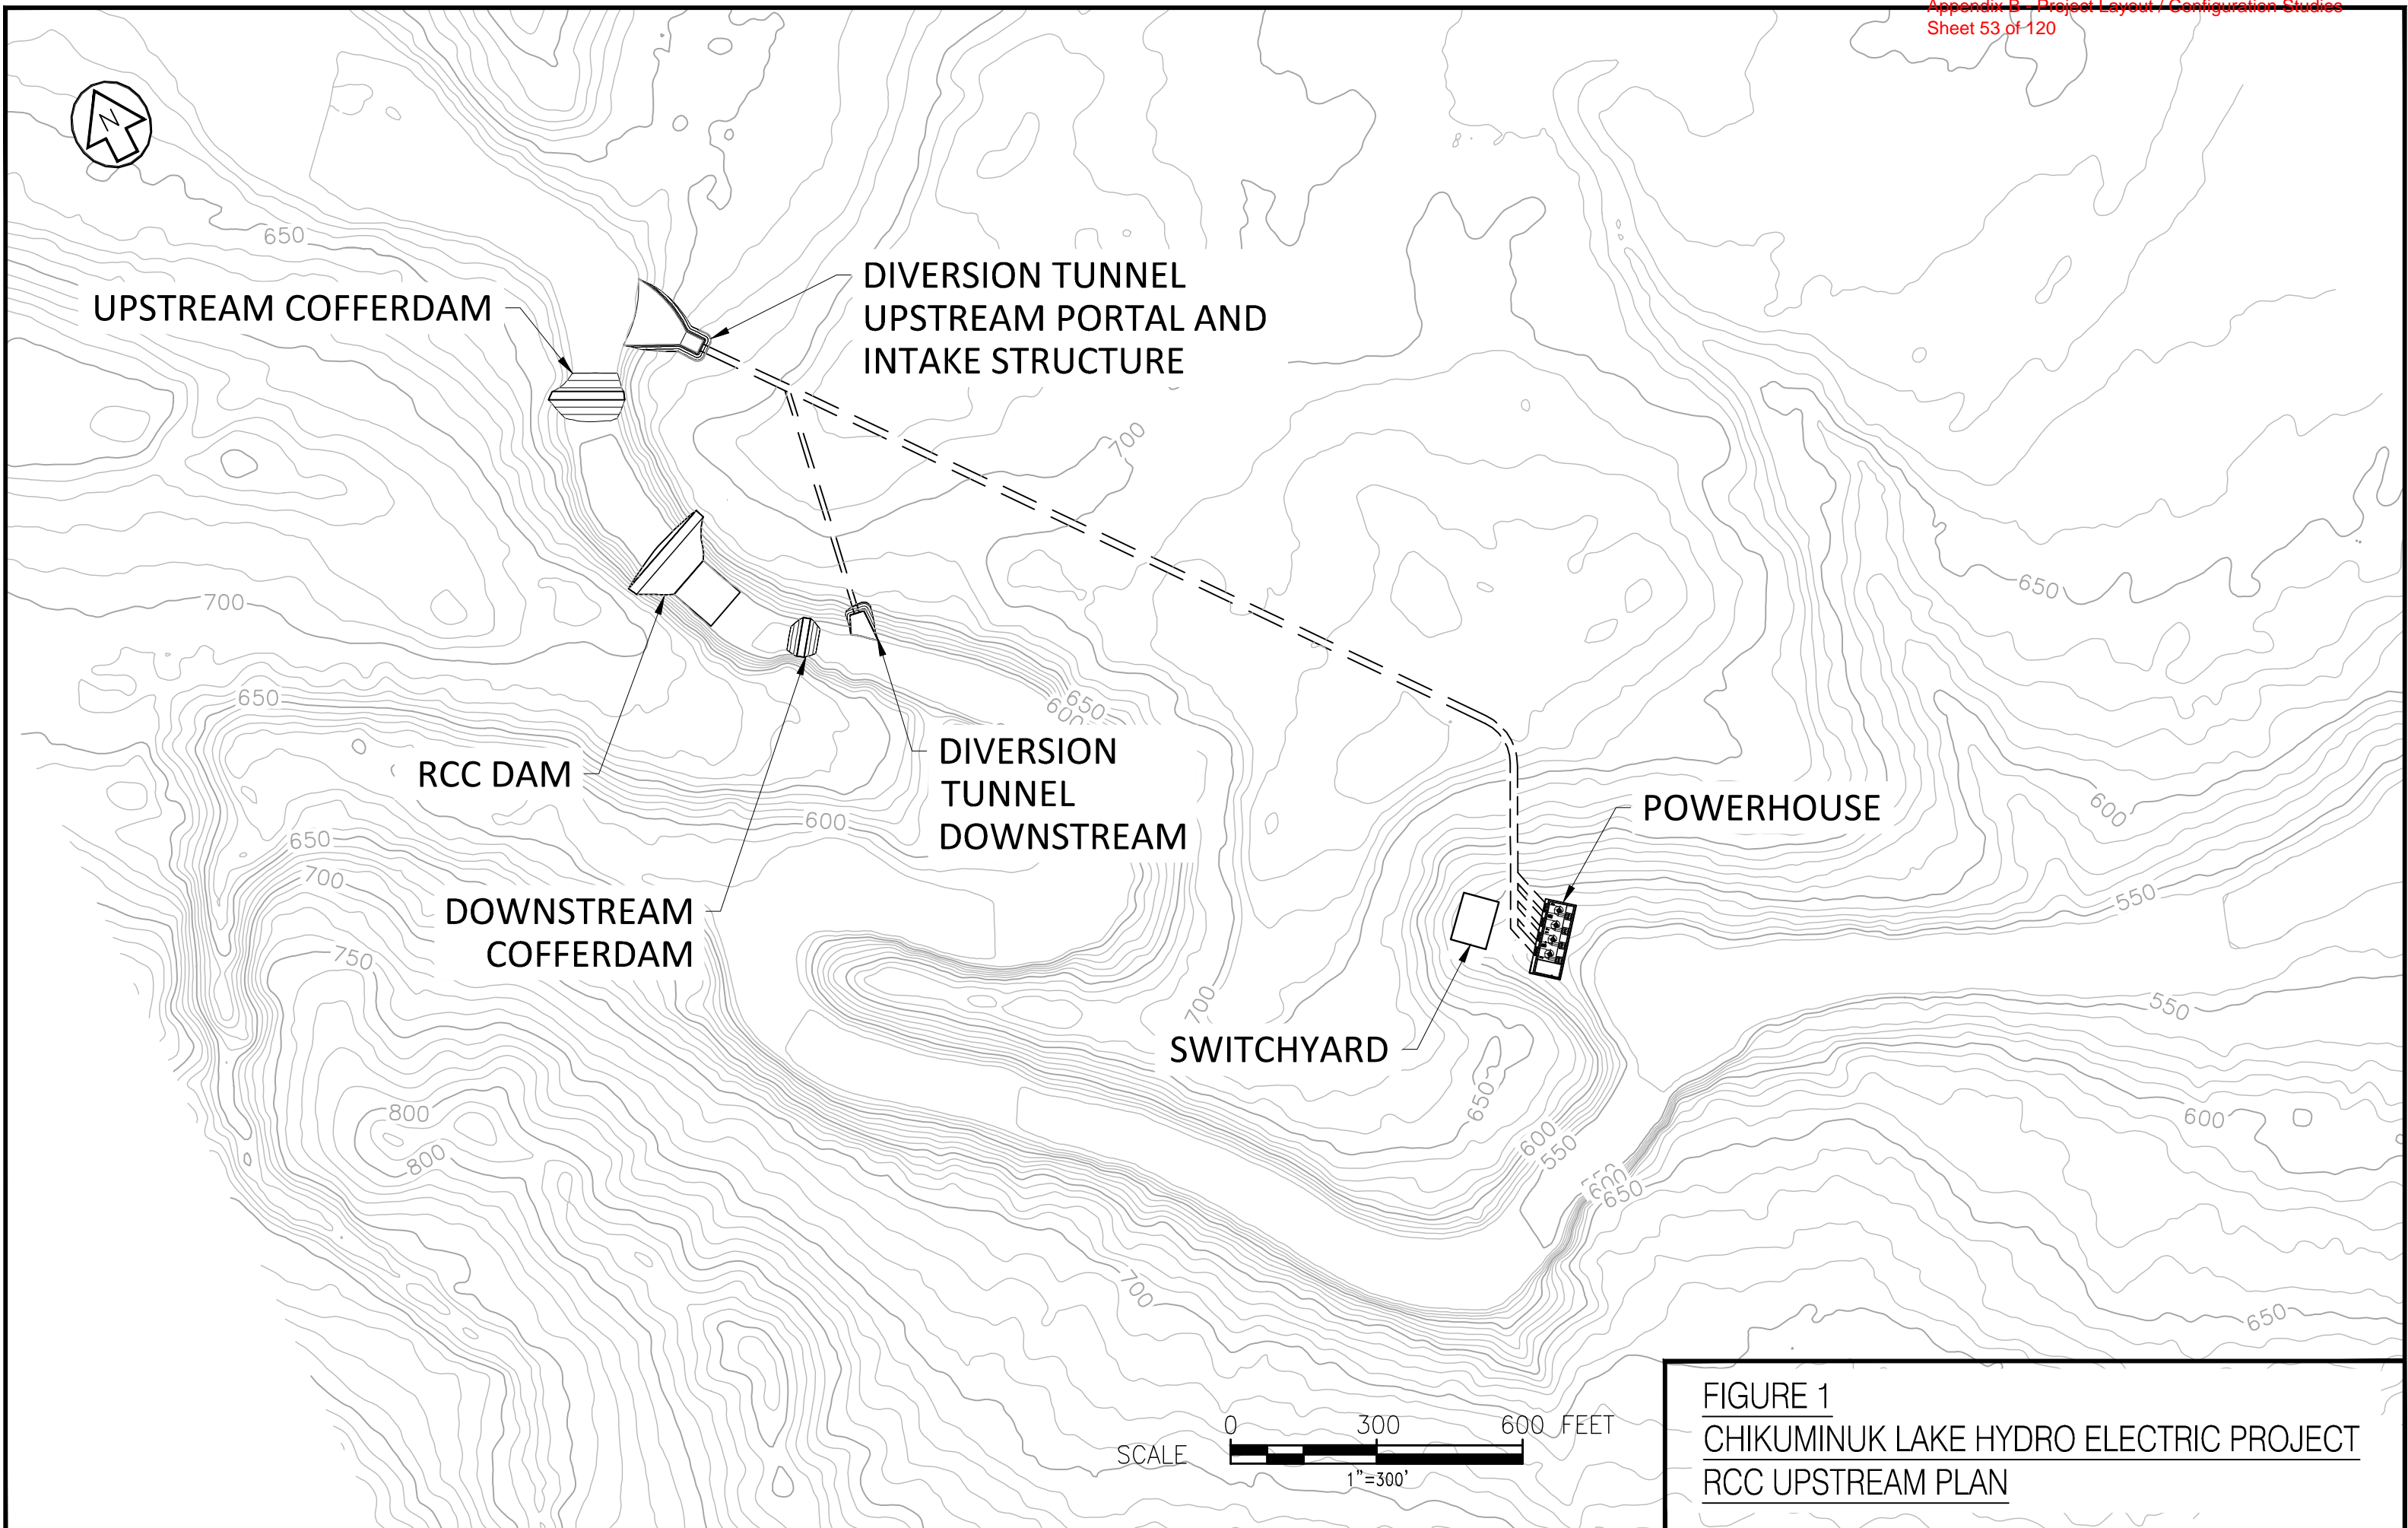 Appendix B - Project Layout / Configuration Studies
Sheet 53 of 120
N
650
UPSTREAM COFFERDAM
DIVERSION TUNNEL
UPSTREAM PORTAL AND
INTAKE STRUCTURE
700
650
700
650
600
650
RCC DAM
DIVERSION
TUNNEL
DOWNSTREAM
POWERHOUSE
600
600
650
700
550
DOWNSTREAM
COFFERDAM
750
700
550
SWITCHYARD
650
800
800
600
600
550
600
650
700
650
SCALE
0 300 600 FEET
1"=300'
FIGURE 1
CHIKUMINUK LAKE HYDRO ELECTRIC PROJECT
RCC UPSTREAM PLAN